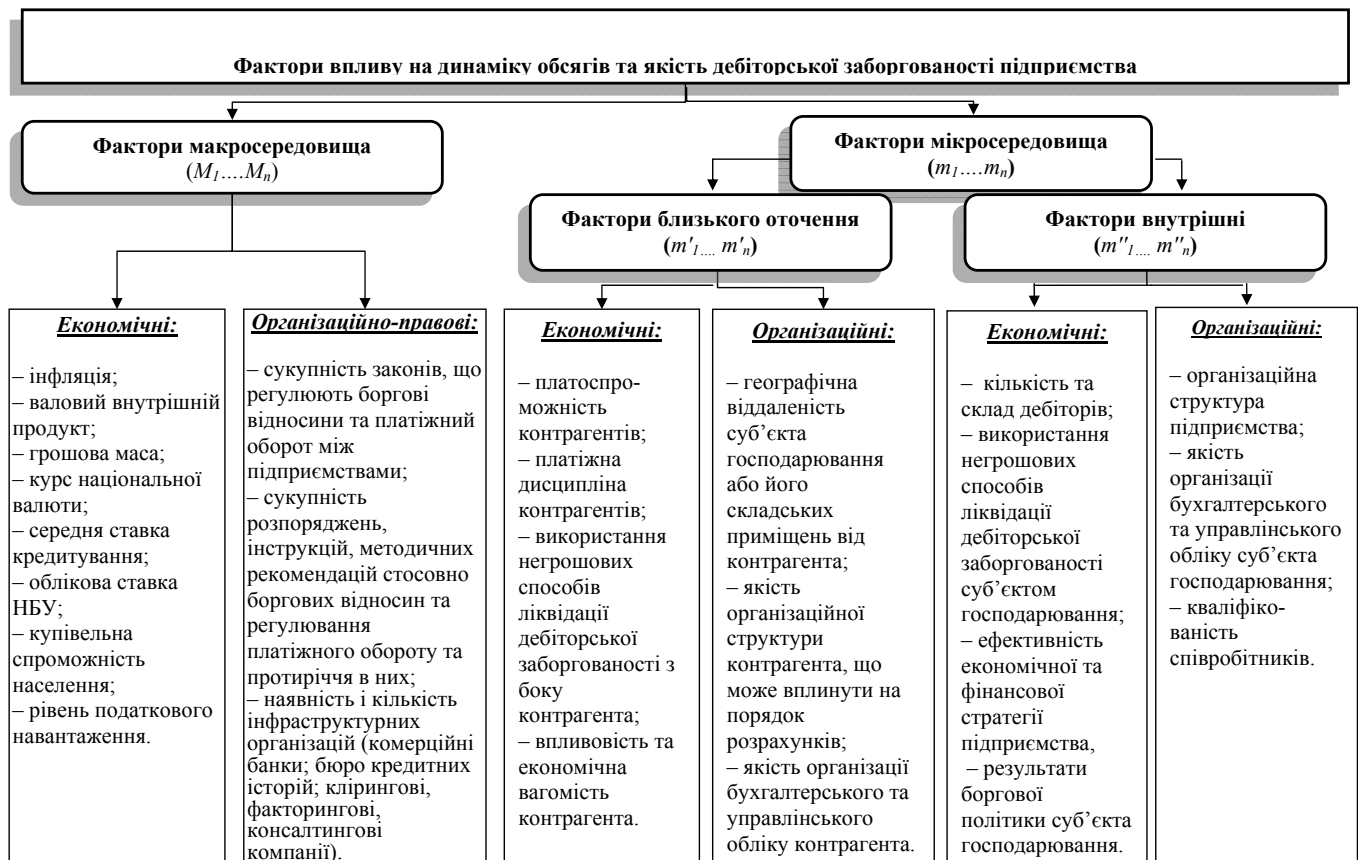 Фактори впливу на динаміку обсягів та якість дебіторської заборгованості підприємства
Фактори макросередовища
(M1….Mn)
Фактори мікросередовища
(m1….mn)
Фактори близького оточення
(m'1…. m'n)
Фактори внутрішні
(m''1…. m''n)
Економічні:
– інфляція;
– валовий внутрішній
продукт;
– грошова маса;
– курс національної
валюти;
– середня ставка
кредитування;
– облікова ставка
НБУ;
– купівельна
спроможність
населення;
– рівень податкового
навантаження.
Організаційно-правові:
– сукупність законів, що
регулюють боргові
відносини та платіжний
оборот між
підприємствами;
– сукупність
розпоряджень,
інструкцій, методичних
рекомендацій стосовно
боргових відносин та
регулювання
платіжного обороту та
протиріччя в них;
– наявність і кількість
інфраструктурних
організацій (комерційні
банки; бюро кредитних
історій; клірингові,
факторингові,
консалтингові
компанії).
Економічні:
– платоспро-
можність
контрагентів;
– платіжна
дисципліна
контрагентів;
– використання
негрошових
способів
ліквідації
дебіторської
заборгованості з
боку
контрагента;
– впливовість та
економічна
вагомість
контрагента.
Організаційні:
– географічна
віддаленість
суб’єкта
господарювання
або його
складських
приміщень від
контрагента;
– якість
організаційної
структури
контрагента, що
може вплинути на
порядок
розрахунків;
– якість організації
бухгалтерського та
управлінського
обліку контрагента.
Економічні:
– кількість та
склад дебіторів;
– використання
негрошових
способів
ліквідації
дебіторської
заборгованості
суб’єктом
господарювання;
– ефективність
економічної та
фінансової
стратегії
підприємства,
– результати
боргової
політики суб’єкта
господарювання.
Організаційні:
– організаційна
структура
підприємства;
– якість
організації
бухгалтерського
та управлінського
обліку суб’єкта
господарювання;
– кваліфіко-
ваність
співробітників.